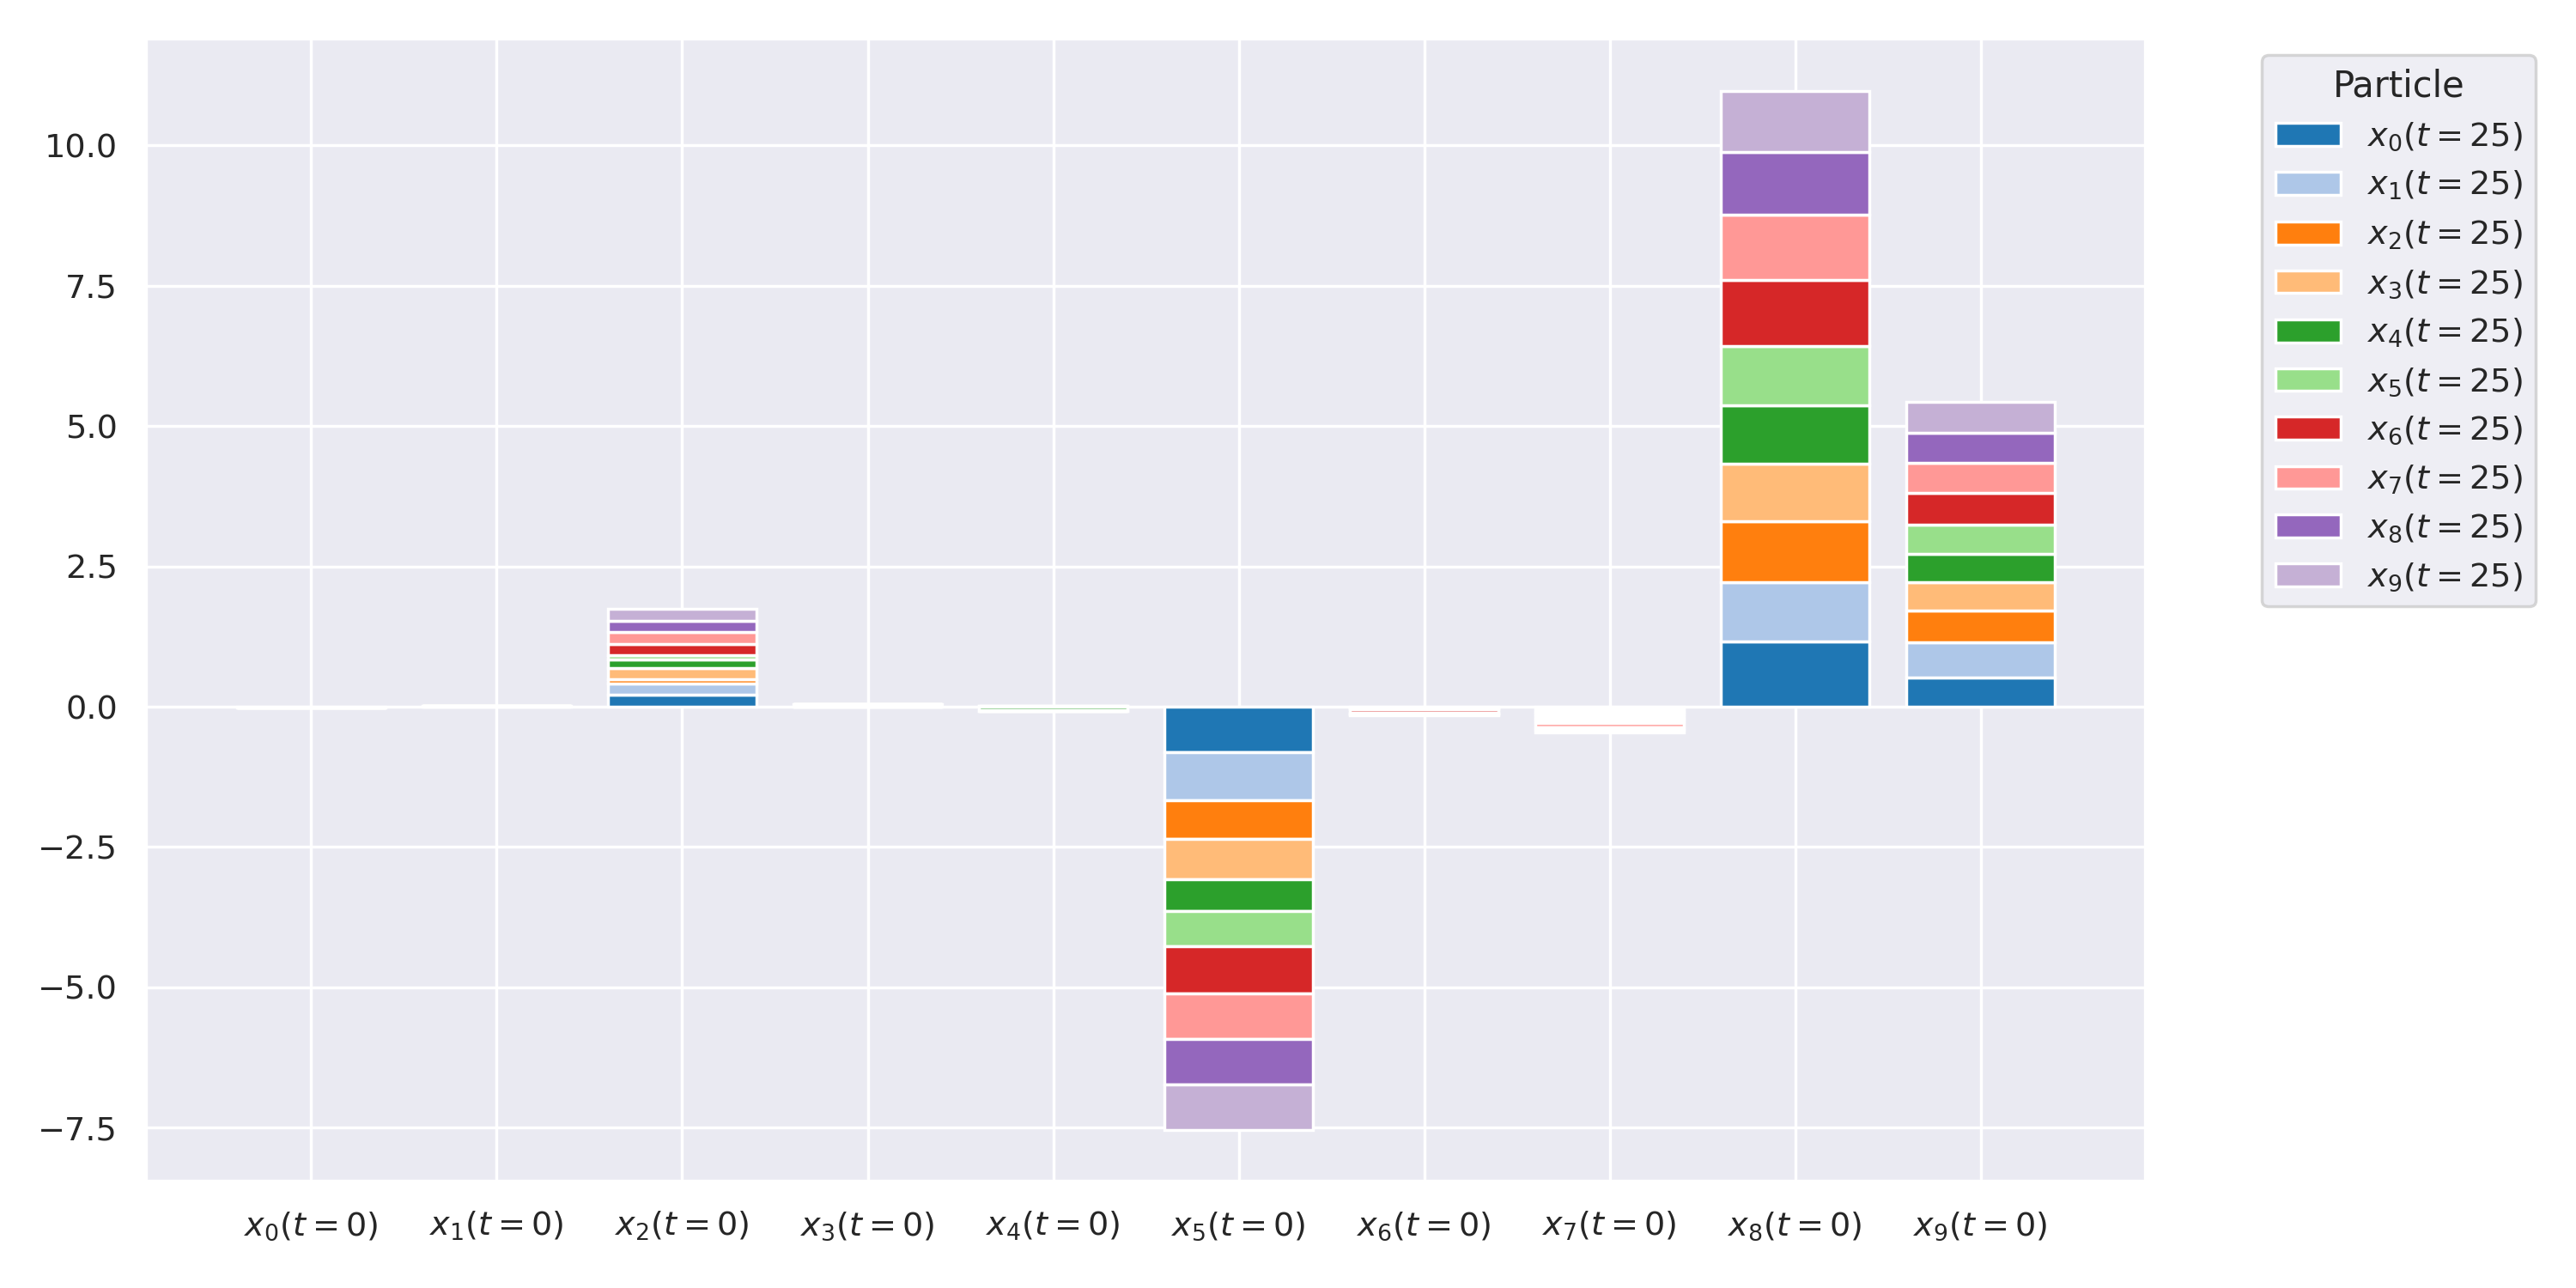 Particle
x₀(t = 25)
x₁(t = 25)
x₂(t = 25)
x₃(t = 25)
x₄(t = 25)
x₅(t = 25)
x₆(t = 25)
x₇(t = 25)
x₈(t = 25)
x₉(t = 25)
10.0
7.5
5.0
2.5
0.0
−2.5
−5.0
−7.5
x₀(t = 0) x₁(t = 0) x₂(t = 0) x₃(t = 0) x₄(t = 0) x₅(t = 0) x₆(t = 0) x₇(t = 0) x₈(t = 0) x₉(t = 0)